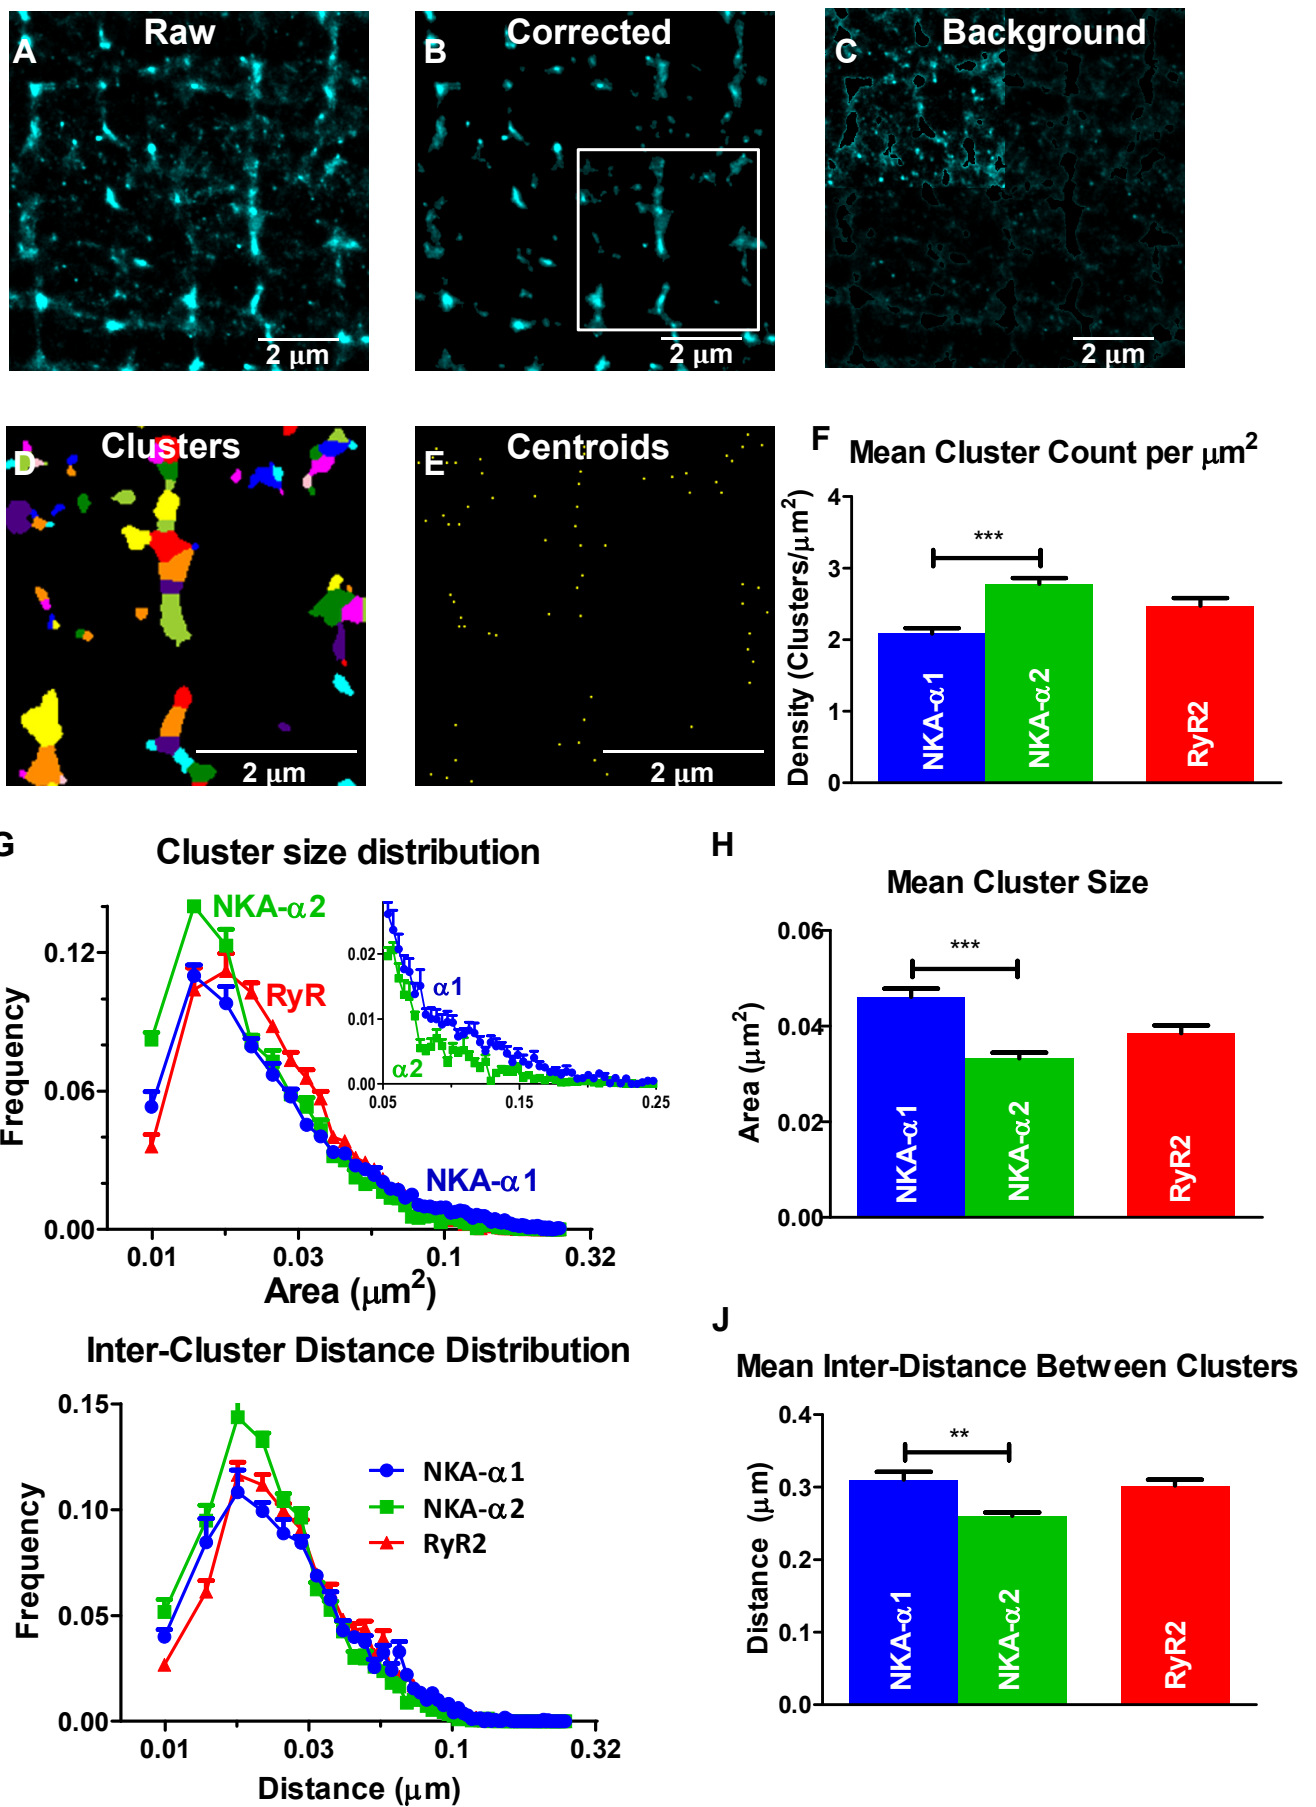 A
Raw
2 μm
B
Corrected
2 μm
C
Background
2 μm
D
Clusters
2 μm
E
Centroids
2 μm
F
Mean Cluster Count per μm²
Density (Clusters/μm²)
4
3
2
1
0
***
NKA-α1
NKA-α2
RyR2
G
Cluster size distribution
Frequency
0.12
0.06
0.00
NKA-α2
RyR
NKA-α1
0.02
0.01
0.00
α1
α2
0.05
0.15
0.25
0.01
0.03
0.1
0.32
Area (μm²)
H
Mean Cluster Size
Area (μm²)
0.06
0.04
0.02
0.00
***
NKA-α1
NKA-α2
RyR2
Inter-Cluster Distance Distribution
Frequency
0.15
0.10
0.05
0.00
NKA-α1
NKA-α2
RyR2
0.01
0.03
0.1
0.32
Distance (μm)
J
Mean Inter-Distance Between Clusters
Distance (μm)
0.4
0.3
0.2
0.1
0.0
**
NKA-α1
NKA-α2
RyR2